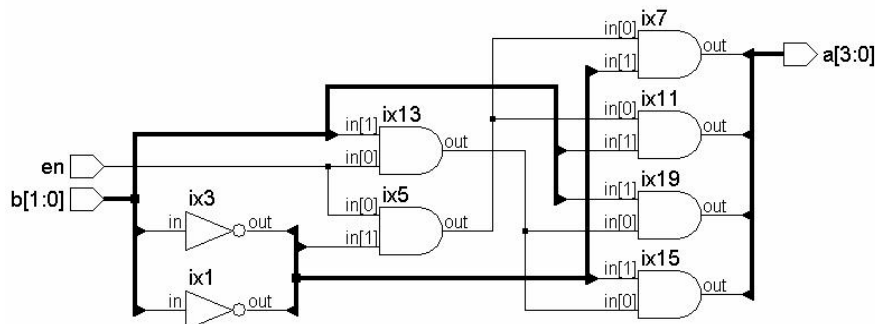 ix7
in[0]
out
in[1]
a[3:0]
ix13
in[1]
out
in[0]
ix11
in[0]
out
in[1]
en
b[1:0]
ix3
in
out
ix5
in[0]
out
in[1]
ix19
in[1]
out
in[0]
ix1
in
out
ix15
in[1]
out
in[0]